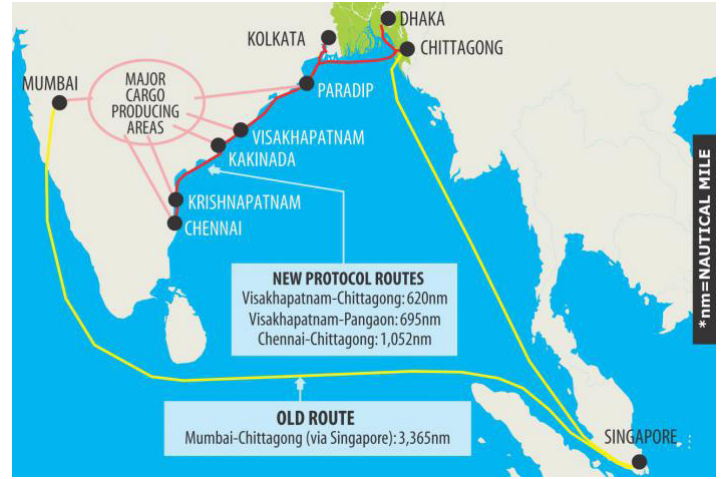 DHAKA
KOLKATA
CHITTAGONG
MUMBAI
MAJOR
CARGO
PRODUCING
AREAS
PARADIP
VISAKHAPATNAM
KAKINADA
KRISHNAPATNAM
CHENNAI
*nm=NAUTICAL MILE
NEW PROTOCOL ROUTES
Visakhapatnam-Chittagong: 620nm
Visakhapatnam-Pangaon: 695nm
Chennai-Chittagong: 1,052nm
OLD ROUTE
Mumbai-Chittagong (via Singapore): 3,365nm
SINGAPORE